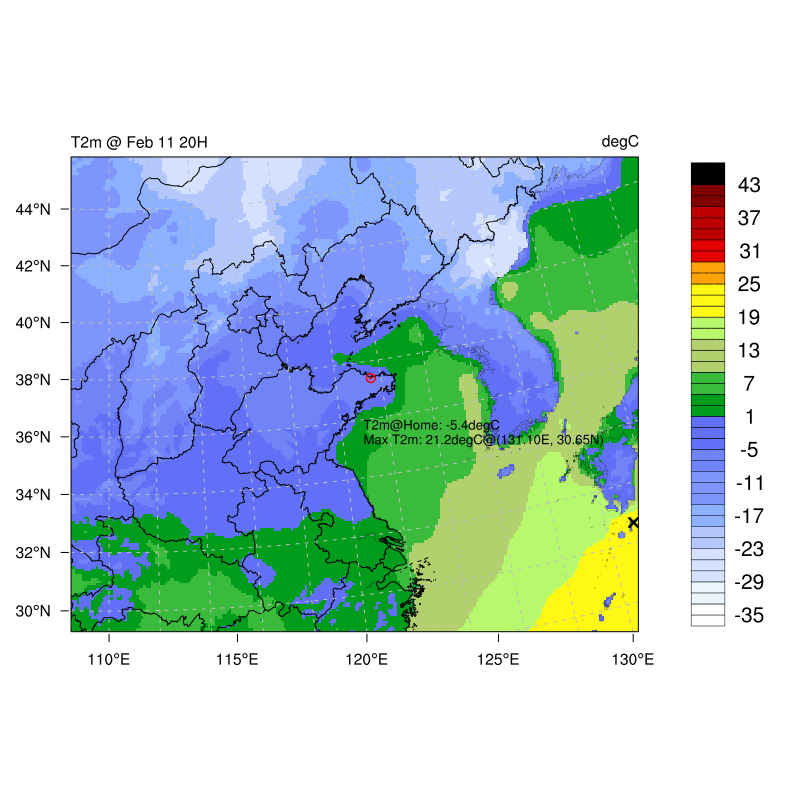 T2m @ Feb 11 20H degC
43
44°N
37
31
42°N
25
40°N
19
13
38°N
7
T2m@Home: -5.4degC
1
36°N
Max T2m: 21.2degC@(131.10E, 30.65N)
-5
-11
34°N
-17
32°N
-23
-29
30°N
-35
110°E 115°E 120°E 125°E 130°E